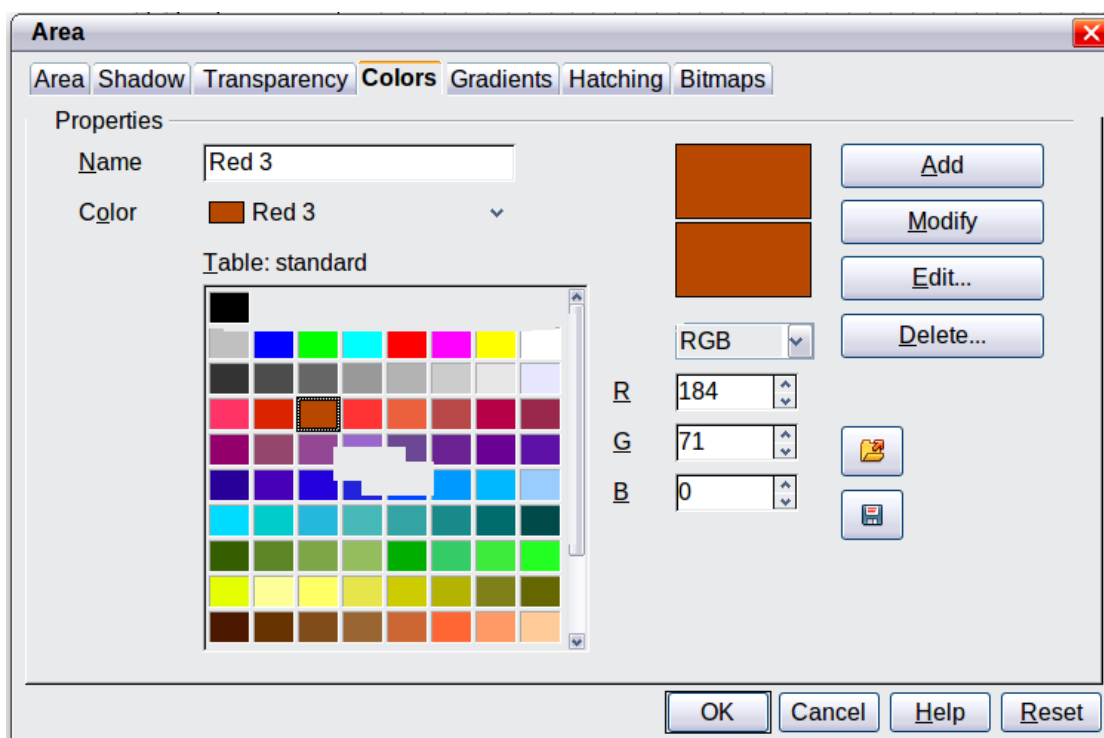 Area
Area Shadow Transparency Colors Gradients Hatching Bitmaps
Properties
Name Red 3 Add
Color Red 3 Modify
Table: standard Edit...
RGB Delete...
R 184
G 71
B 0
OK Cancel Help Reset